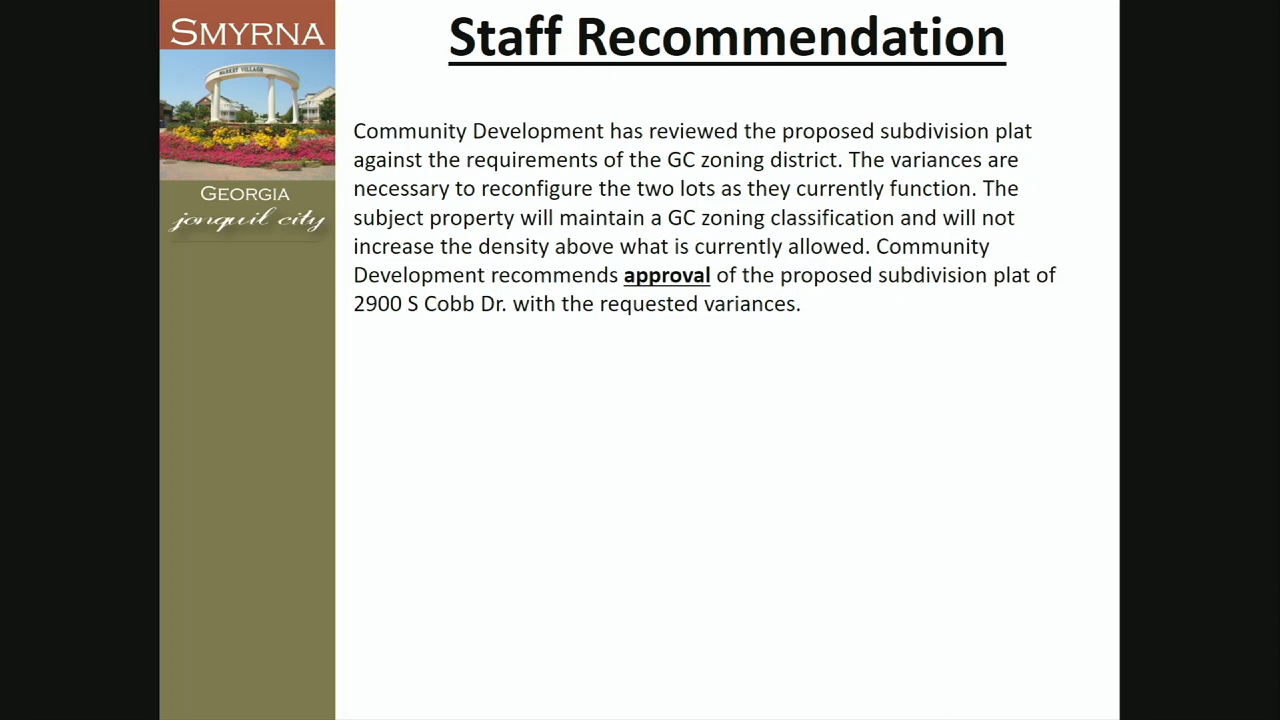 SMYRNA
MARKET VILLAGE
GEORGIA
jonquil city
Staff Recommendation
Community Development has reviewed the proposed subdivision plat
against the requirements of the GC zoning district. The variances are
necessary to reconfigure the two lots as they currently function. The
subject property will maintain a GC zoning classification and will not
increase the density above what is currently allowed. Community
Development recommends approval of the proposed subdivision plat of
2900 S Cobb Dr. with the requested variances.